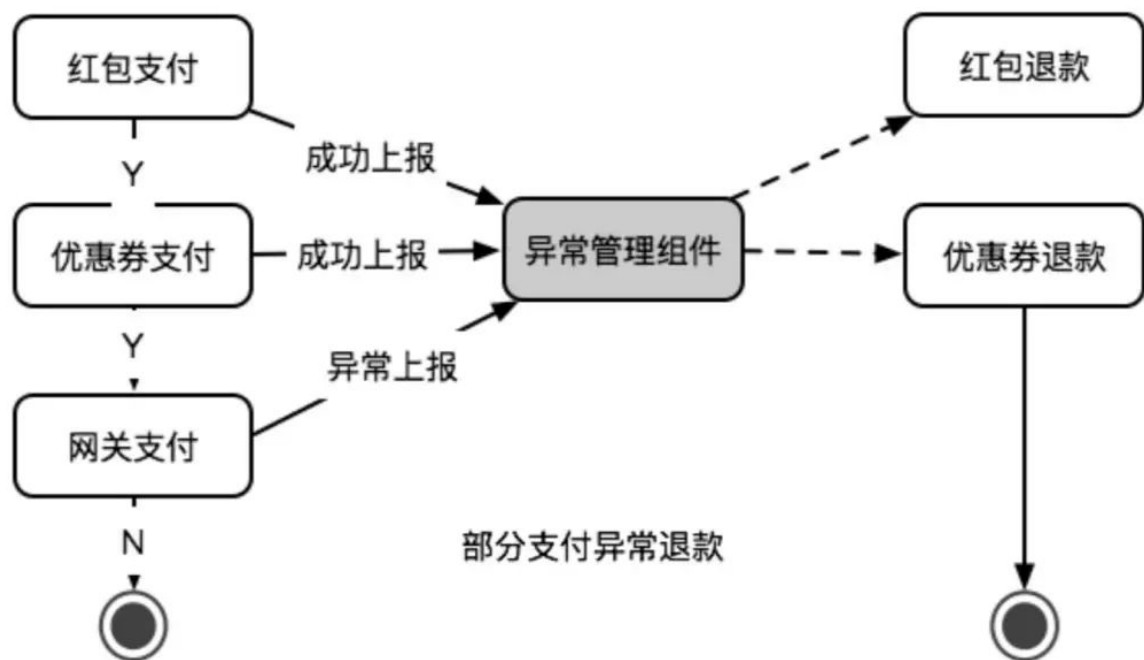 红包支付
红包退款
成功上报
Y
优惠券支付
成功上报
异常管理组件
优惠券退款
Y
异常上报
网关支付
N
部分支付异常退款